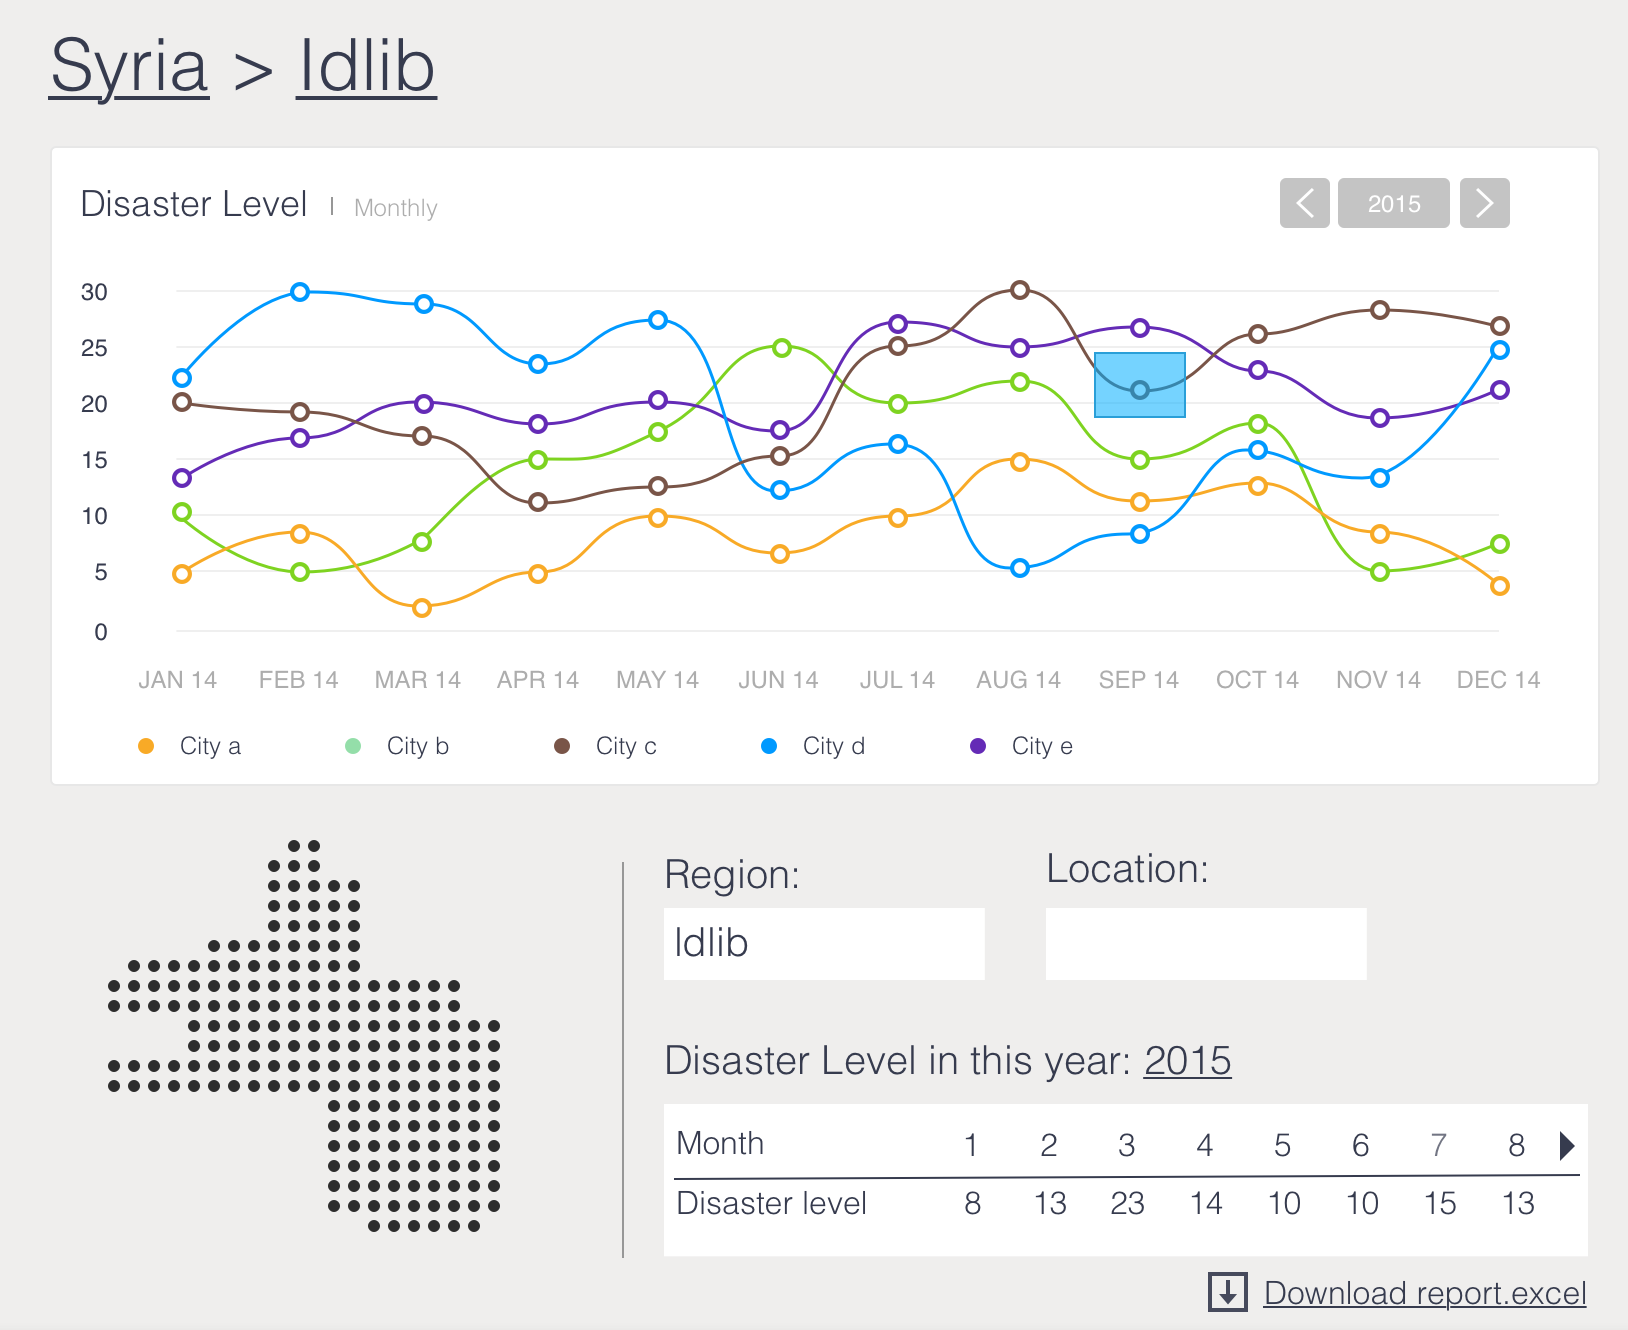 Syria > Idlib
Disaster Level | Monthly
2015
30
25
20
15
10
5
0
JAN 14 FEB 14 MAR 14 APR 14 MAY 14 JUN 14 JUL 14 AUG 14 SEP 14 OCT 14 NOV 14 DEC 14
City a City b City c City d City e
Region: Location:
Idlib
Disaster Level in this year: 2015
Month 1 2 3 4 5 6 7 8
Disaster level 8 13 23 14 10 10 15 13
Download report.excel